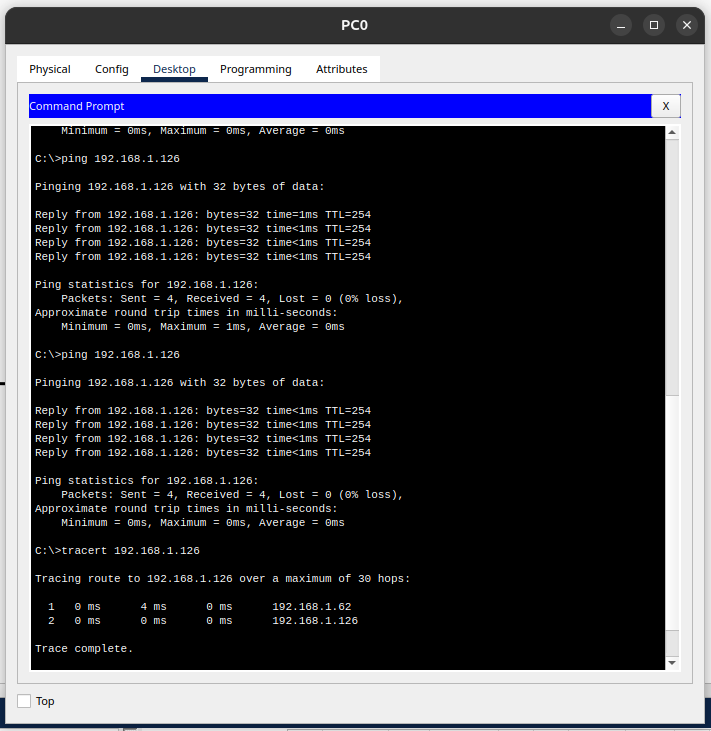 PC0
Physical Config Desktop Programming Attributes
Command Prompt X
    Minimum = 0ms, Maximum = 0ms, Average = 0ms
C:\>ping 192.168.1.126
Pinging 192.168.1.126 with 32 bytes of data:
Reply from 192.168.1.126: bytes=32 time=1ms TTL=254
Reply from 192.168.1.126: bytes=32 time<1ms TTL=254
Reply from 192.168.1.126: bytes=32 time<1ms TTL=254
Reply from 192.168.1.126: bytes=32 time<1ms TTL=254
Ping statistics for 192.168.1.126:
    Packets: Sent = 4, Received = 4, Lost = 0 (0% loss),
Approximate round trip times in milli-seconds:
    Minimum = 0ms, Maximum = 1ms, Average = 0ms
C:\>ping 192.168.1.126
Pinging 192.168.1.126 with 32 bytes of data:
Reply from 192.168.1.126: bytes=32 time<1ms TTL=254
Reply from 192.168.1.126: bytes=32 time<1ms TTL=254
Reply from 192.168.1.126: bytes=32 time<1ms TTL=254
Reply from 192.168.1.126: bytes=32 time<1ms TTL=254
Ping statistics for 192.168.1.126:
    Packets: Sent = 4, Received = 4, Lost = 0 (0% loss),
Approximate round trip times in milli-seconds:
    Minimum = 0ms, Maximum = 0ms, Average = 0ms
C:\>tracert 192.168.1.126
Tracing route to 192.168.1.126 over a maximum of 30 hops:
  1   0 ms      4 ms      0 ms      192.168.1.62
  2   0 ms      0 ms      0 ms      192.168.1.126
Trace complete.
Top